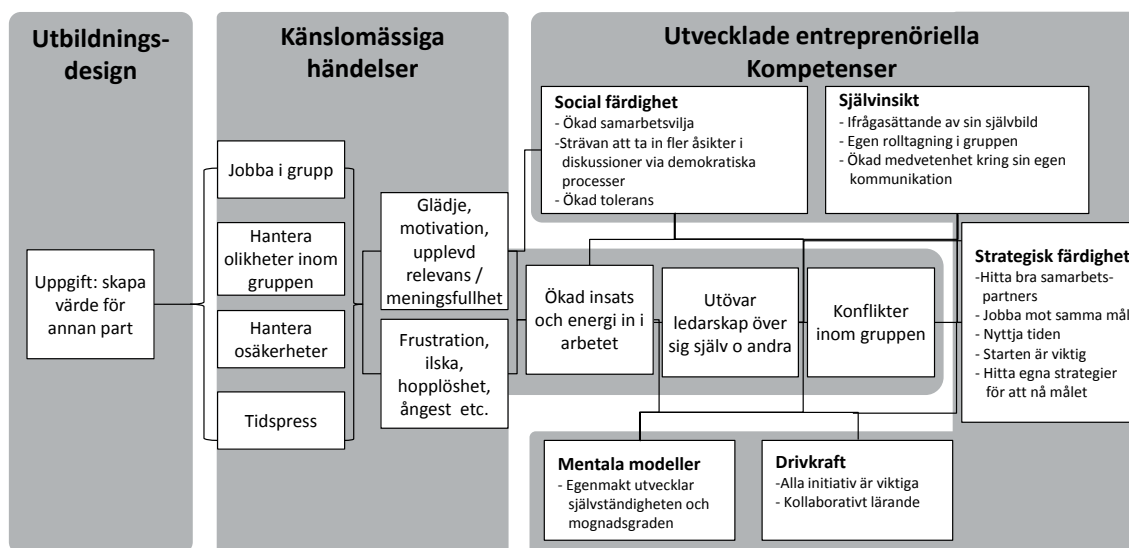 Utbildnings-
design
Känslomässiga
händelser
Utvecklade entreprenöriella
Kompetenser
Uppgift: skapa
värde för
annan part
Jobba i grupp
Hantera
olikheter inom
gruppen
Hantera
osäkerheter
Tidspress
Glädje,
motivation,
upplevd
relevans /
meningsfullhet
Frustration,
ilska,
hopplöshet,
ångest etc.
Social färdighet
- Ökad samarbetsvilja
-Strävan att ta in fler åsikter i
diskussioner via demokratiska
processer
- Ökad tolerans
Självinsikt
- Ifrågasättande av sin självbild
- Egen rolltagning i gruppen
- Ökad medvetenhet kring sin egen
kommunikation
Ökad insats
och energi in i
arbetet
Utövar
ledarskap över
sig själv o andra
Konflikter
inom gruppen
Strategisk färdighet
-Hitta bra samarbets-
partners
- Jobba mot samma mål
- Nyttja tiden
- Starten är viktig
- Hitta egna strategier
för att nå målet
Mentala modeller
- Egenmakt utvecklar
självständigheten och
mognadsgraden
Drivkraft
-Alla initiativ är viktiga
- Kollaborativt lärande